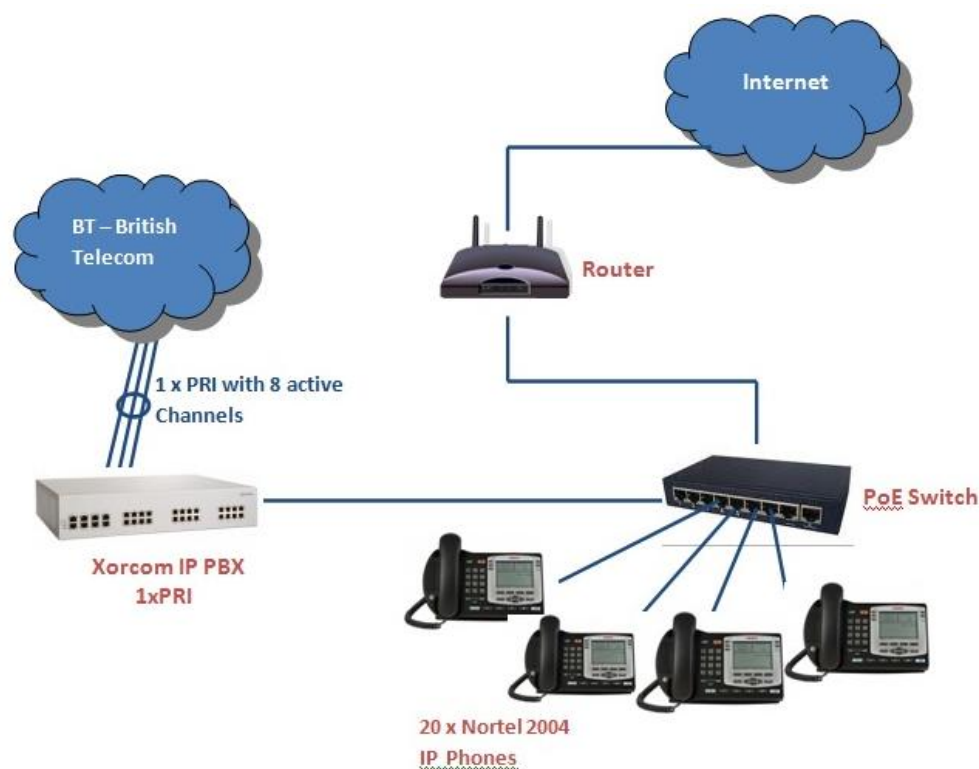 Internet
BT – British
Telecom
Router
1 x PRI with 8 active
Channels
PoE Switch
Xorcom IP PBX
1xPRI
20 x Nortel 2004
IP Phones